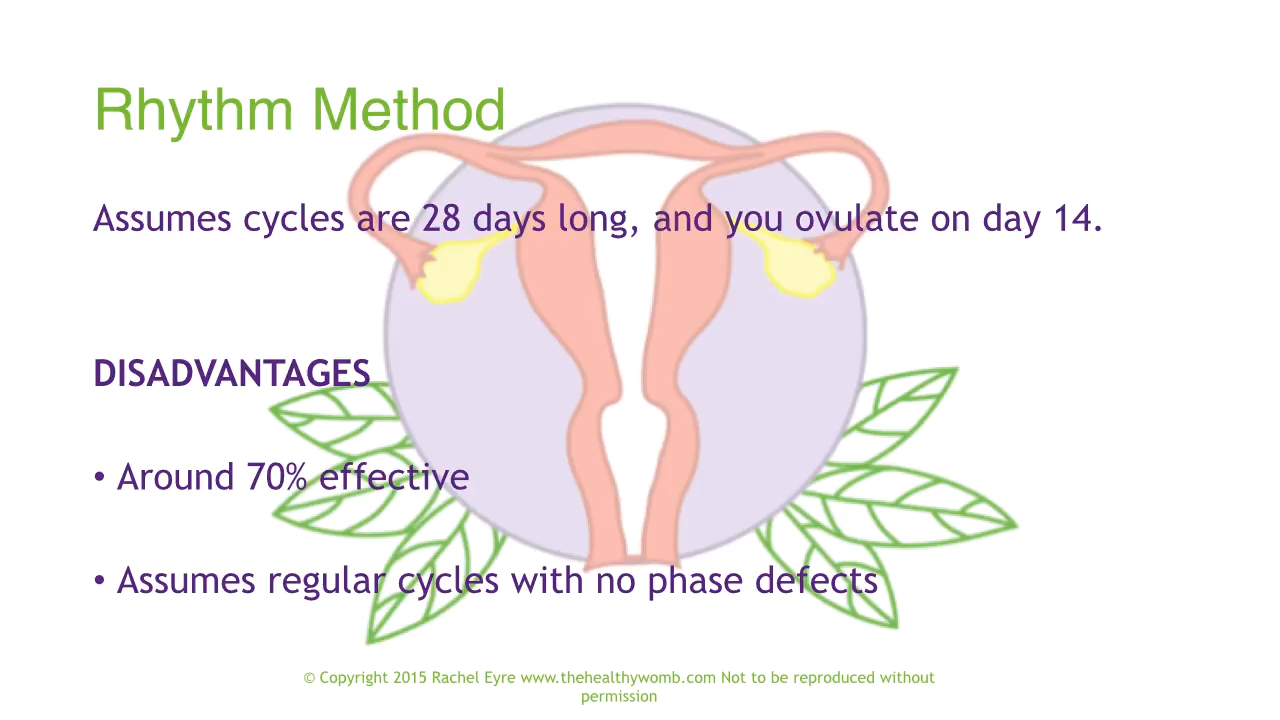 Rhythm Method
Assumes cycles are 28 days long, and you ovulate on day 14.
DISADVANTAGES
• Around 70% effective
• Assumes regular cycles with no phase defects
© Copyright 2015 Rachel Eyre www.thehealthywomb.com Not to be reproduced without
permission